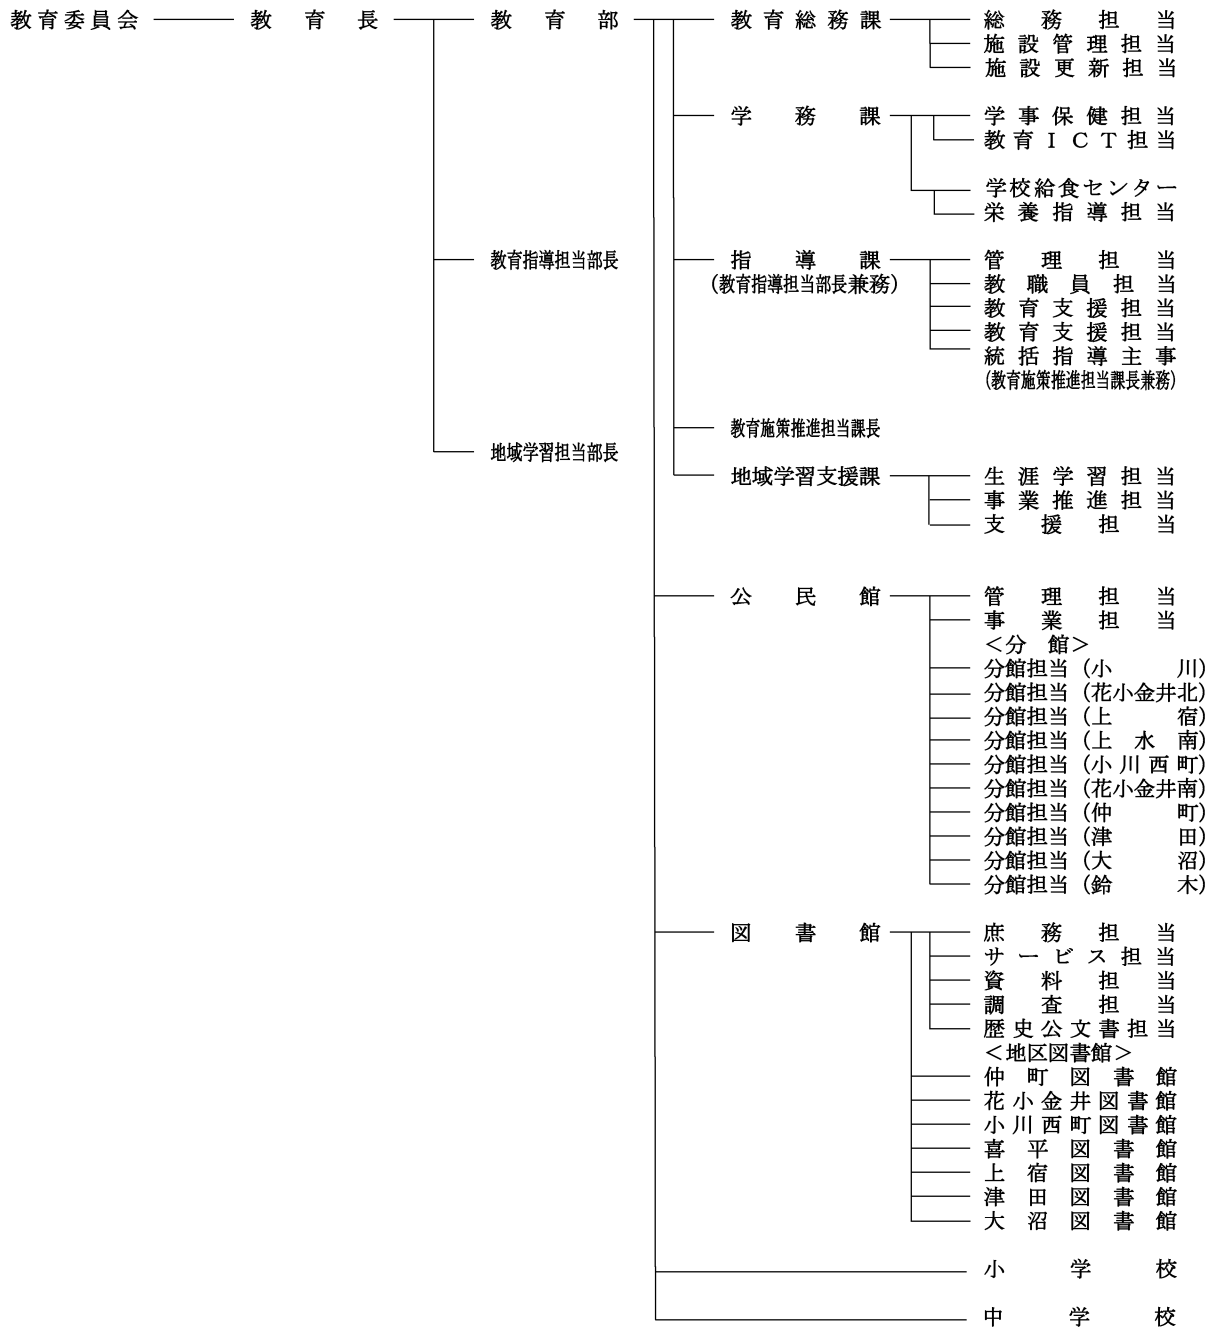 教育委員会 教育長 教育部 教育総務課 総務担当
施設管理担当
施設更新担当
学務課 学事保健担当
教育ICT担当
学校給食センター
栄養指導担当
教育指導担当部長 指導課 管理担当
(教育指導担当部長兼務) 教職員担当
教育支援担当
教育支援担当
統括指導主事
(教育施策推進担当課長兼務)
教育施策推進担当課長
地域学習担当部長
地域学習支援課 生涯学習担当
事業推進担当
支援担当
公民館 管理担当
事業担当
＜分館＞
分館担当(小川)
分館担当(花小金井北)
分館担当(上宿)
分館担当(上水南)
分館担当(小川西町)
分館担当(花小金井南)
分館担当(仲町)
分館担当(津田)
分館担当(大沼)
分館担当(鈴木)
図書館 庶務担当
サービス担当
資料担当
調査担当
歴史公文書担当
＜地区図書館＞
仲町図書館
花小金井図書館
小川西町図書館
喜平図書館
上宿図書館
津田図書館
大沼図書館
小学校
中学校